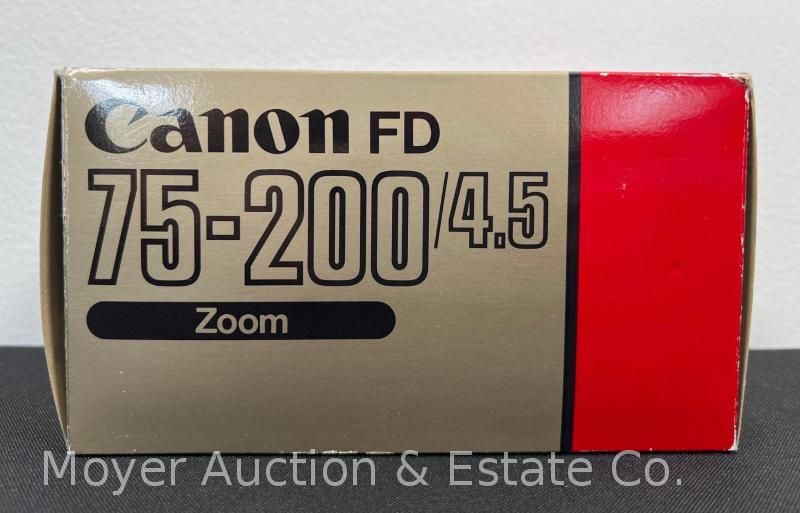 Canon FD
75-200/4.5
Zoom
Moyer Auction & Estate Co.